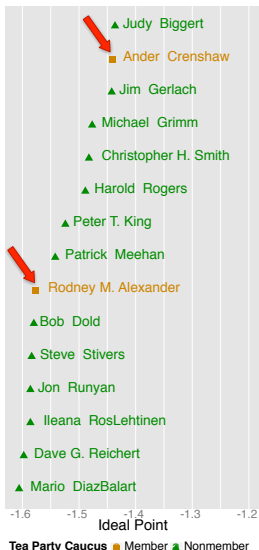 Judy Biggert
Ander Crenshaw
Jim Gerlach
Michael Grimm
Christopher H. Smith
Harold Rogers
Peter T. King
Patrick Meehan
Rodney M. Alexander
Bob Dold
Steve Stivers
Jon Runyan
Ileana RosLehtinen
Dave G. Reichert
Mario DiazBalart
-1.6 -1.5 -1.4 -1.3 -1.2
Ideal Point
Tea Party Caucus Member Nonmember